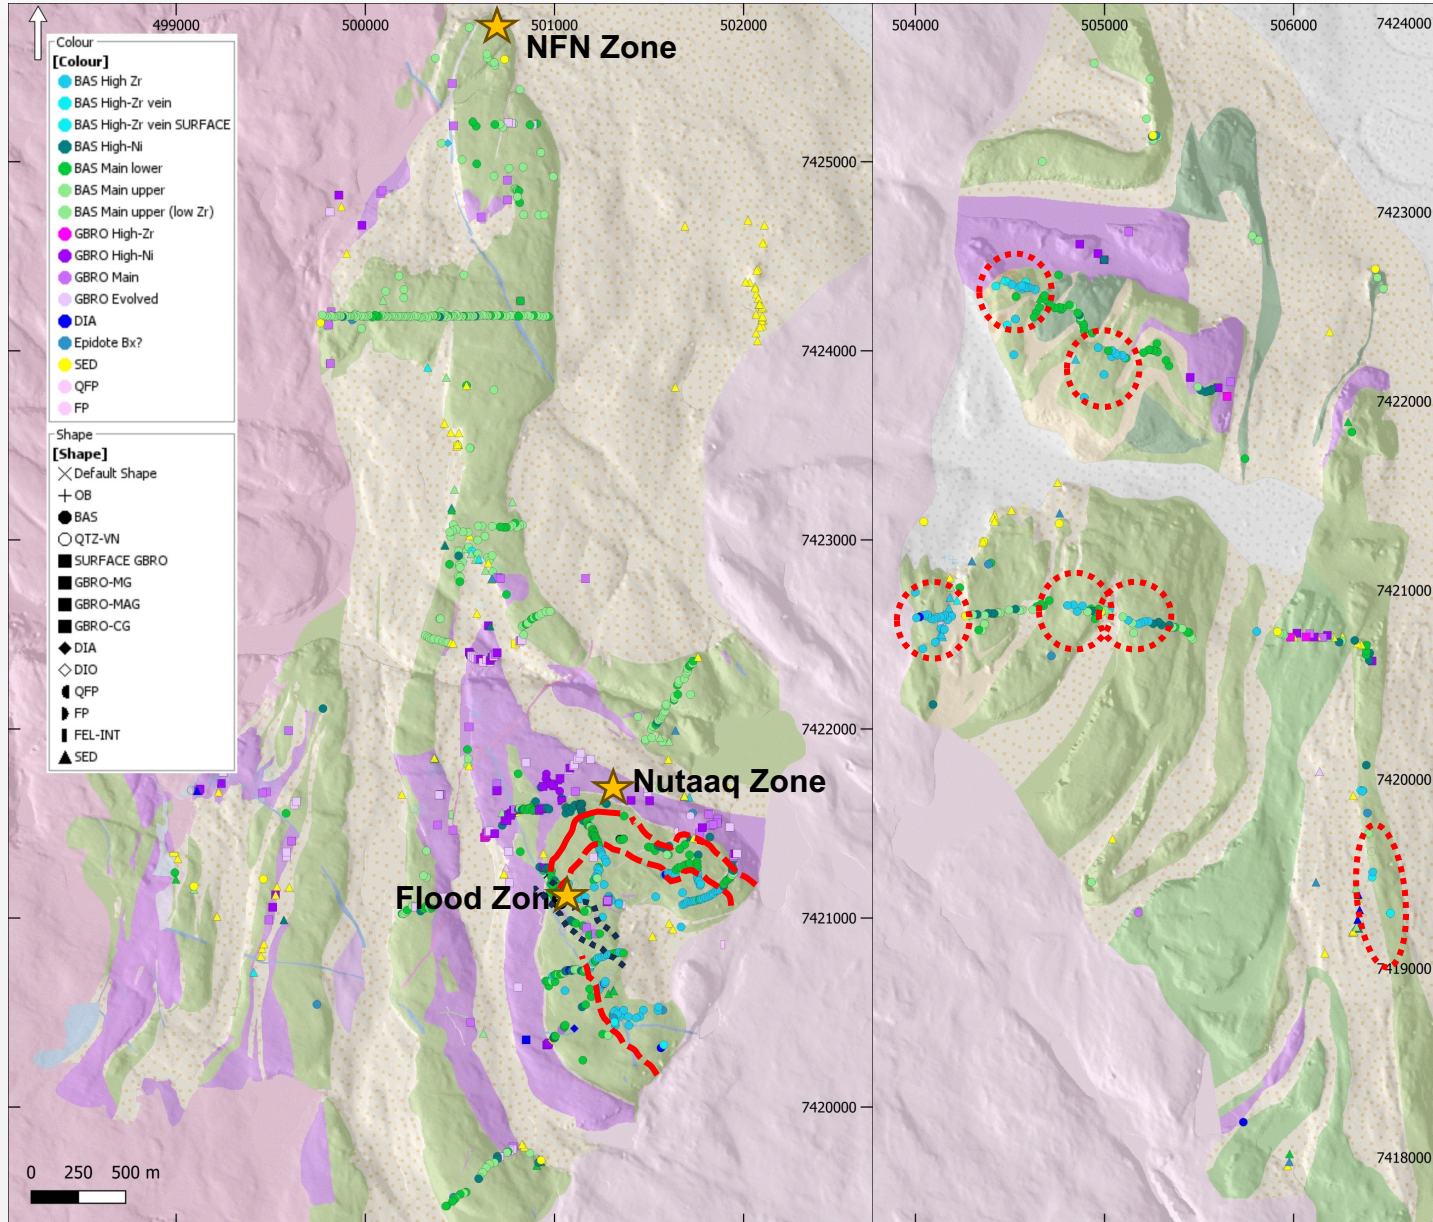 499000
500000
501000
502000
504000
505000
506000
7424000
NFN Zone
Colour
[Colour]
BAS High Zr
BAS High-Zr vein
BAS High-Zr vein SURFACE
BAS High-Ni
BAS Main lower
BAS Main upper
BAS Main upper (low Zr)
GBRO High-Zr
GBRO High-Ni
GBRO Main
GBRO Evolved
DIA
Epidote Bx?
SED
QFP
FP
Shape
[Shape]
Default Shape
OB
BAS
QTZ-VN
SURFACE GBRO
GBRO-MG
GBRO-MAG
GBRO-CG
DIA
DIO
QFP
FP
FEL-INT
SED
7425000
7423000
7424000
7422000
7423000
7421000
7422000
7420000
Nutaaq Zone
Flood Zon
7421000
7419000
7420000
7418000
0 250 500 m